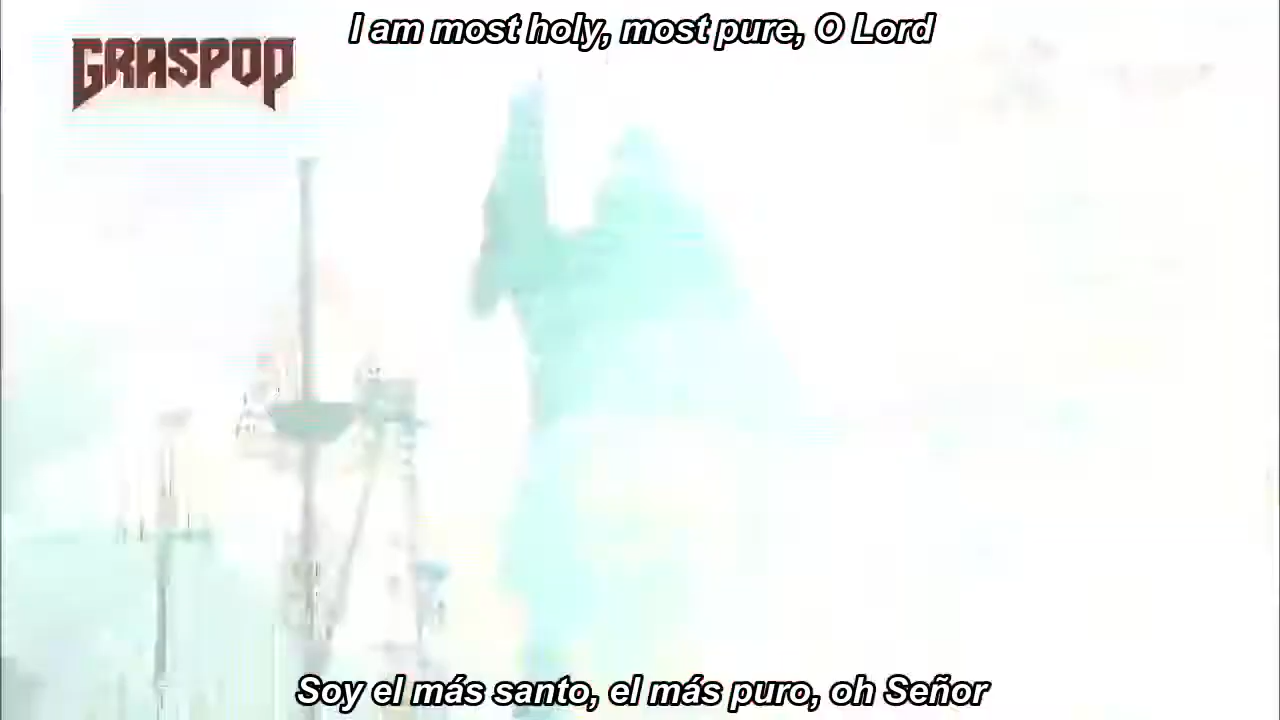 I am most holy, most pure, O Lord
GRASPOP
Soy el más santo, el más puro, oh Señor